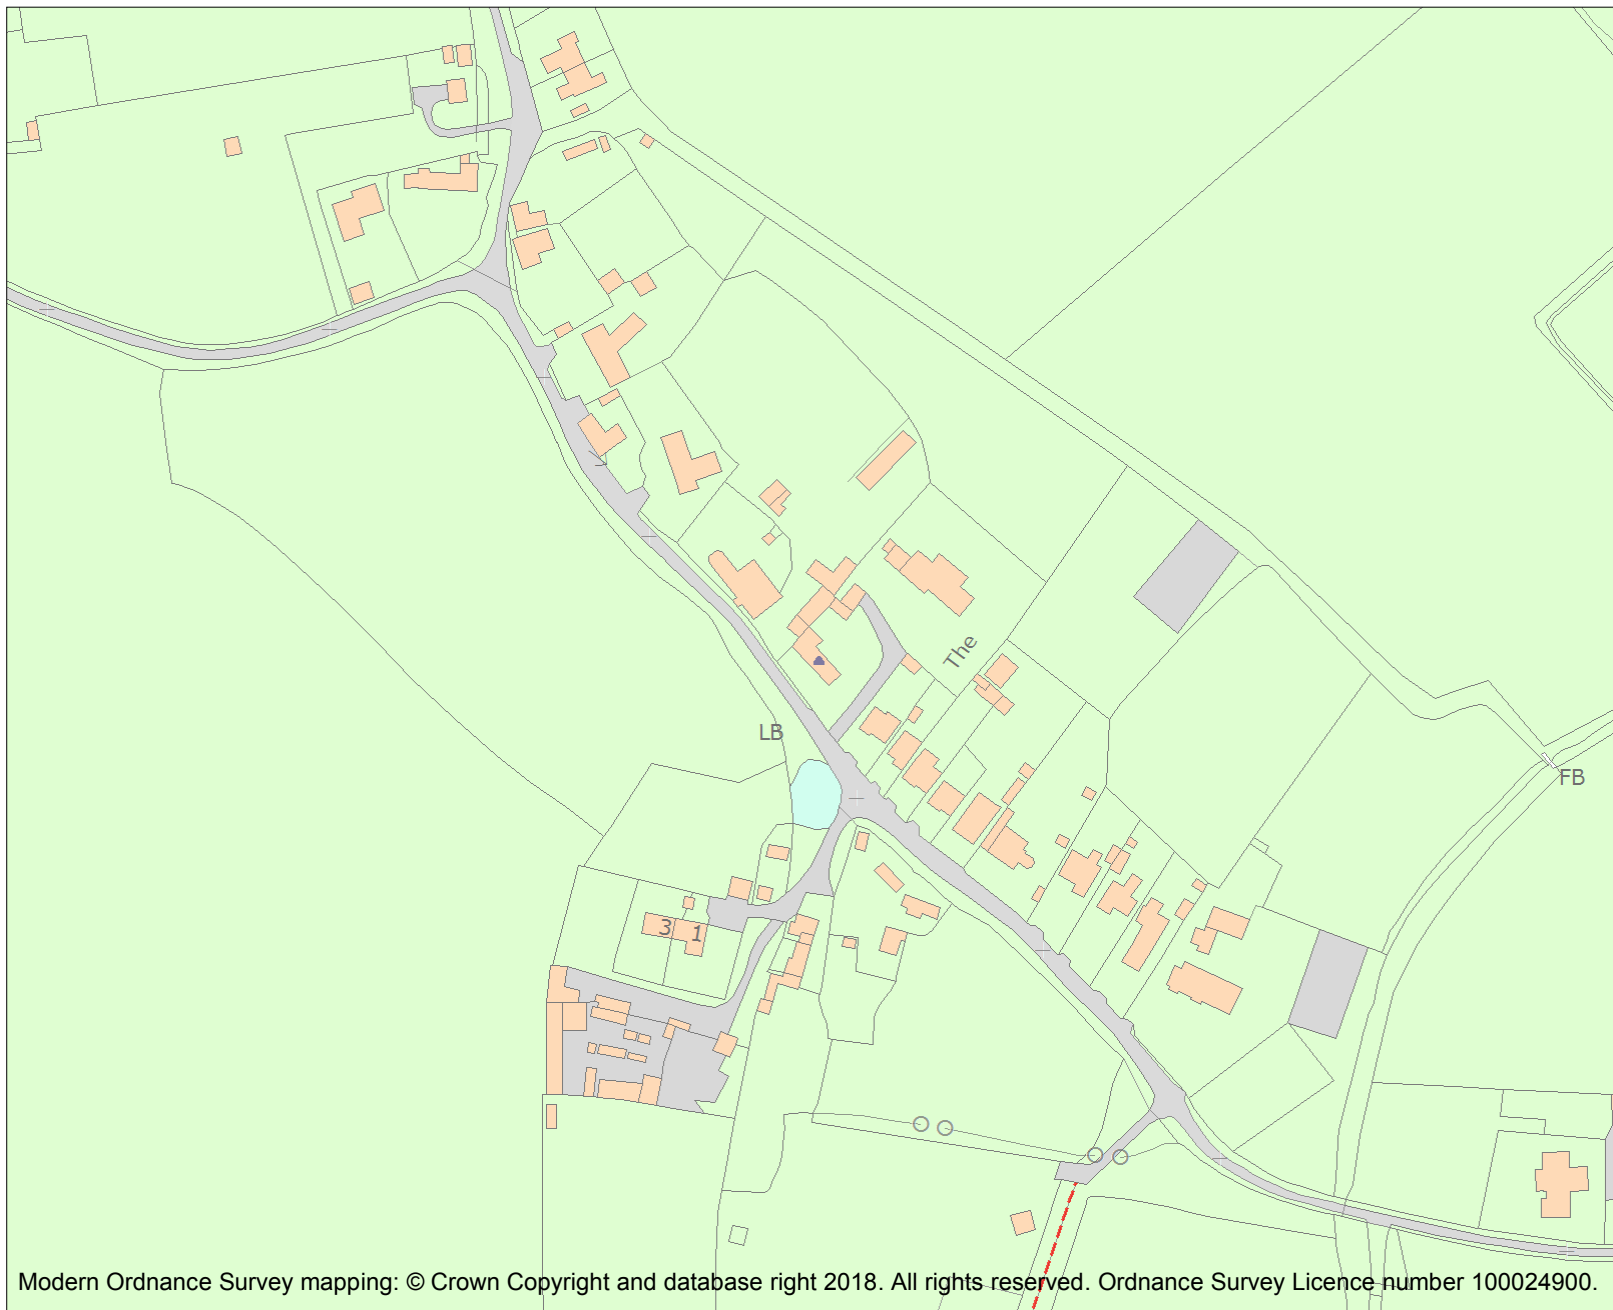 The
LB
FB
3 1
Modern Ordnance Survey mapping: © Crown Copyright and database right 2018. All rights reserved. Ordnance Survey Licence number 100024900.